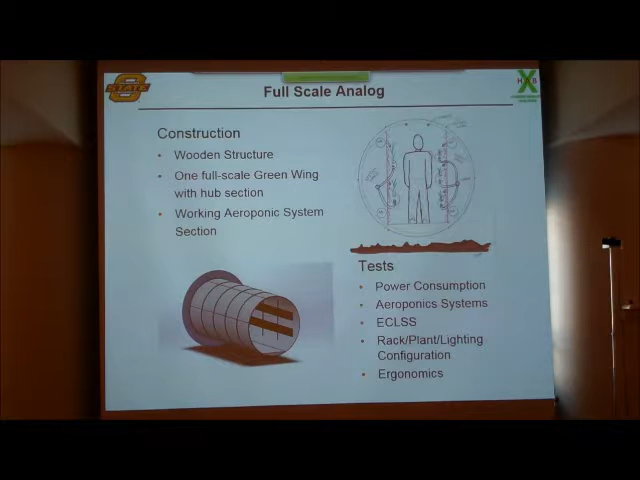 STATE
Full Scale Analog
X
H B
Construction
• Wooden Structure
• One full-scale Green Wing
with hub section
• Working Aeroponic System
Section
Tests
• Power Consumption
• Aeroponics Systems
• ECLSS
• Rack/Plant/Lighting
Configuration
• Ergonomics